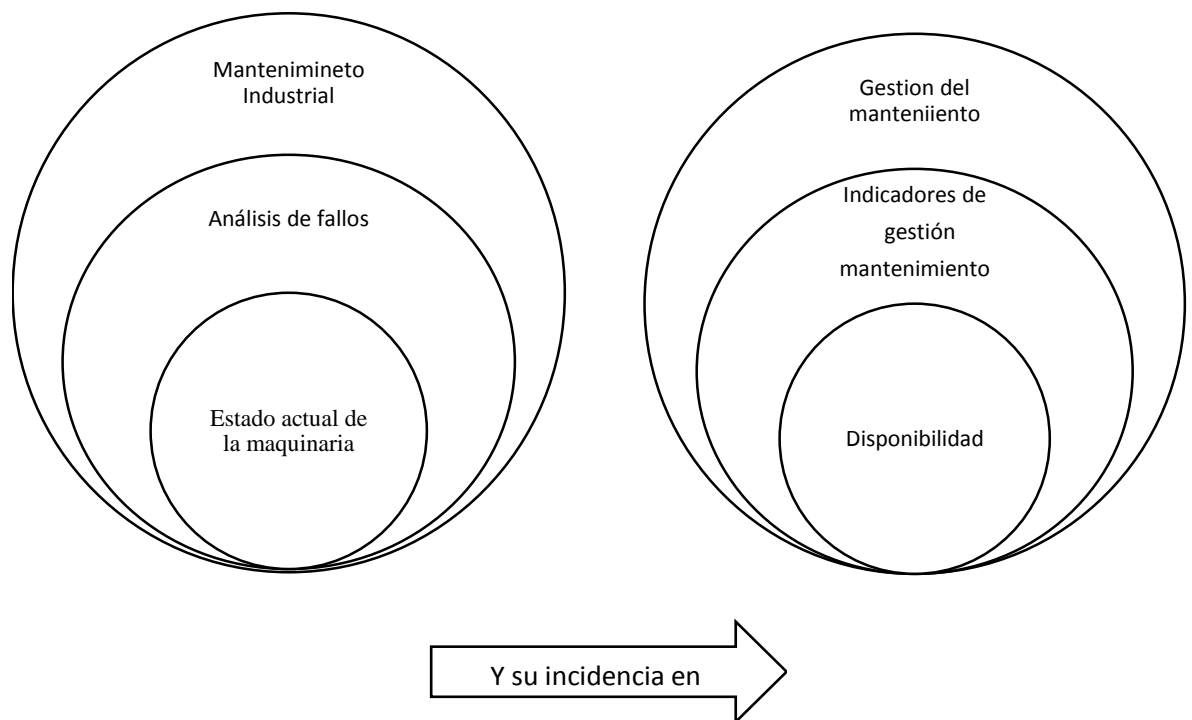 Mantenimineto
Industrial
Análisis de fallos
Estado actual de
la maquinaria
Gestion del
manteniiento
Indicadores de
gestión
mantenimiento
Disponibilidad
Y su incidencia en